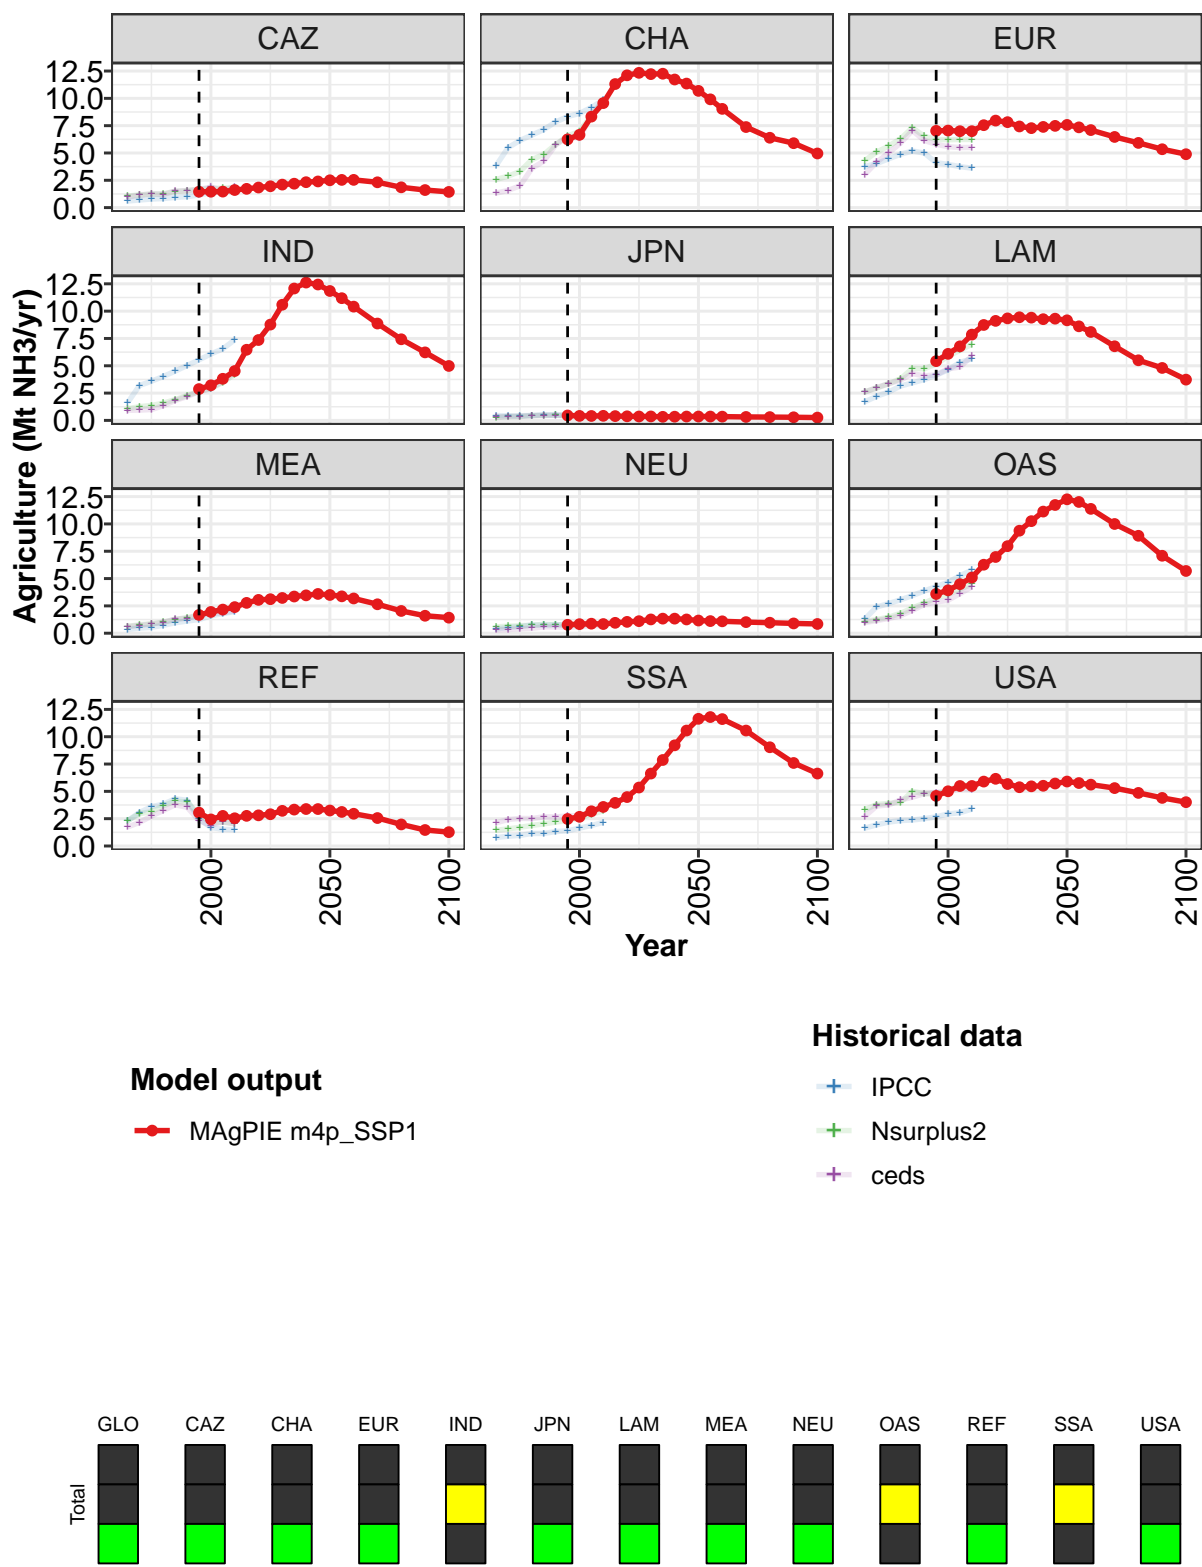 CAZ CHA EUR
12.5
10.0
7.5
5.0
2.5
0.0
IND JPN LAM
12.5
10.0
7.5
5.0
2.5
0.0
MEA NEU OAS
12.5
10.0
7.5
5.0
2.5
0.0
REF SSA USA
12.5
10.0
7.5
5.0
2.5
0.0
Agriculture (Mt NH3/yr)
2000 2050 2100 2000 2050 2100 2000 2050 2100
Year
Model output
MAgPIE m4p_SSP1
Historical data
IPCC
Nsurplus2
ceds
GLO CAZ CHA EUR IND JPN LAM MEA NEU OAS REF SSA USA
Total